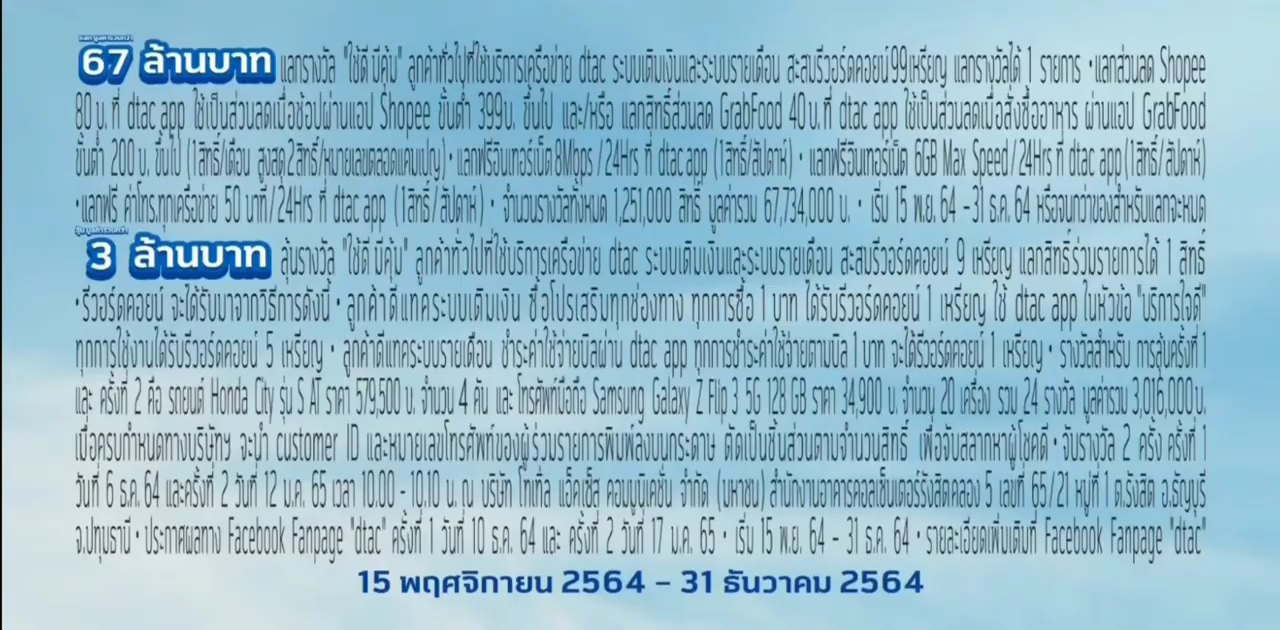 แลก มูลค่ารวมกว่า
67 ล้านบาท แลกรางวัล "ใช้ดี มีคุ้ม" ลูกค้าทั่วไปที่ใช้บริการเครือข่าย dtac ระบบเติมเงินและระบบรายเดือน สะสมรีวอร์ดคอยน์99เหรียญ แลกรางวัลได้ 1 รายการ •แลกส่วนลด Shopee
80 บ. ที่ dtac app ใช้เป็นส่วนลดเมื่อช้อปผ่านแอป Shopee ขั้นต่ำ 399บ. ขึ้นไป และ/หรือ แลกสิทธิ์ส่วนลด GrabFood 40 บ. ที่ dtac app ใช้เป็นส่วนลดเมื่อสั่งซื้ออาหาร ผ่านแอป GrabFood
ขั้นต่ำ 200 บ. ขึ้นไป (1สิทธิ์/เดือน สูงสุด2สิทธิ์/หมายเลขตลอดแคมเปญ) • แลกฟรีอินเทอร์เน็ต 8Mbps /24Hrs ที่ dtac app (1สิทธิ์/สัปดาห์) • แลกฟรีอินเทอร์เน็ต 6GB Max Speed/24Hrs ที่ dtac app (1สิทธิ์/สัปดาห์)
•แลกฟรี ค่าโทร.ทุกเครือข่าย 50 นาที/24Hrs ที่ dtac app (1สิทธิ์/สัปดาห์) • จำนวนรางวัลทั้งหมด 1,251,000 สิทธิ์ มูลค่ารวม 67,734,000 บ. • เริ่ม 15 พ.ย. 64 -31 ธ.ค. 64 หรือจนกว่าของสำหรับแลกจะหมด
ลุ้น มูลค่ารวมกว่า
3 ล้านบาท ลุ้นรางวัล "ใช้ดี มีคุ้ม" ลูกค้าทั่วไปที่ใช้บริการเครือข่าย dtac ระบบเติมเงินและระบบรายเดือน สะสมรีวอร์ดคอยน์ 9 เหรียญ แลกสิทธิ์ร่วมรายการได้ 1 สิทธิ์
•รีวอร์ดคอยน์ จะได้รับมาจากวิธีการดังนี้ • ลูกค้าดีแทคระบบเติมเงิน ซื้อโปรเสริมทุกช่องทาง ทุกการซื้อ 1 บาท ได้รับรีวอร์ดคอยน์ 1 เหรียญ ใช้ dtac app ในหัวข้อ "บริการใจดี"
ทุกการใช้งานได้รับรีวอร์ดคอยน์ 5 เหรียญ • ลูกค้าดีแทคระบบรายเดือน ชำระค่าใช้จ่ายบิลผ่าน dtac app ทุกการชำระค่าใช้จ่ายตามบิล 1 บาท จะได้รีวอร์ดคอยน์ 1 เหรียญ • รางวัลสำหรับ การสุ่มครั้งที่ 1
และ ครั้งที่ 2 คือ รถยนต์ Honda City รุ่น S AT ราคา 579,500 บ. จำนวน 4 คัน และ โทรศัพท์มือถือ Samsung Galaxy Z Flip 3 5G 128 GB ราคา 34,900 บ. จำนวน 20 เครื่อง รวม 24 รางวัล มูลค่ารวม 3,016,000บ.
เมื่อครบกำหนดทางบริษัทฯ จะนำ customer ID และหมายเลขโทรศัพท์ของผู้ร่วมรายการพิมพ์ลงบนกระดาษ ตัดเป็นชิ้นส่วนตามจำนวนสิทธิ์ เพื่อจับสลากหาผู้โชคดี • จับรางวัล 2 ครั้ง ครั้งที่ 1
วันที่ 6 ธ.ค. 64 และครั้งที่ 2 วันที่ 12 ม.ค. 65 เวลา 10.00 - 10.10 น. ณ บริษัท โทเทิ่ล แอ็คเซ็ส คอมมูนิเคชั่น จำกัด (มหาชน) สำนักงานอาคารคอลเซ็นเตอร์รังสิตคลอง 5 เลขที่ 65/21 หมู่ที่ 1 ต.รังสิต อ.ธัญบุรี
จ.ปทุมธานี • ประกาศผลทาง Facebook Fanpage "dtac" ครั้งที่ 1 วันที่ 10 ธ.ค. 64 และ ครั้งที่ 2 วันที่ 17 ม.ค. 65 • เริ่ม 15 พ.ย. 64 - 31 ธ.ค. 64 • รายละเอียดเพิ่มเติมที่ Facebook Fanpage "dtac"
15 พฤศจิกายน 2564 – 31 ธันวาคม 2564